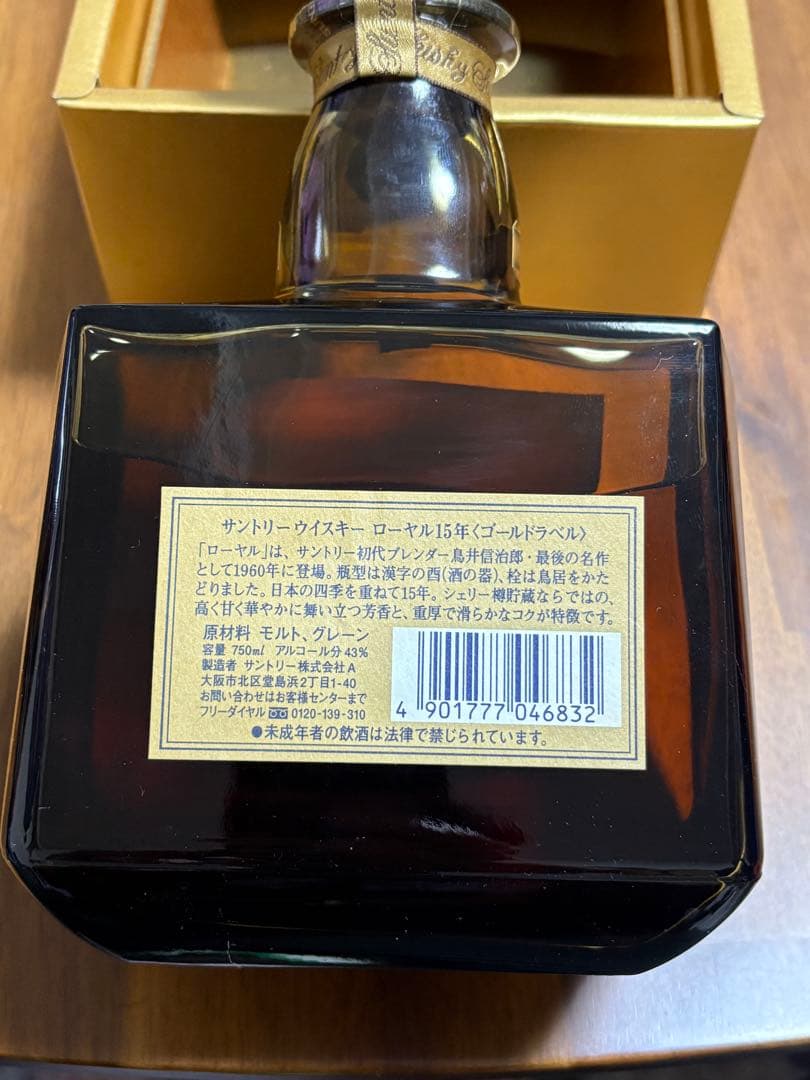 サントリーウイスキー ローヤル15年〈ゴールドラベル〉
「ローヤル」は、サントリー初代ブレンダー鳥井信治郎・最後の名作
として1960年に登場。瓶型は漢字の酉(酒の器)、栓は鳥居をかた
どりました。日本の四季を重ねて15年。シェリー樽貯蔵ならではの、
高く甘く華やかに舞い立つ芳香と、重厚で滑らかなコクが特徴です。
原材料 モルト、グレーン
容量 750ml アルコール分43%
製造者 サントリー株式会社A
大阪市北区堂島浜2丁目1-40
お問い合わせはお客様センターまで
フリーダイヤル 0120-139-310
4 901777 046832
●未成年者の飲酒は法律で禁じられています。